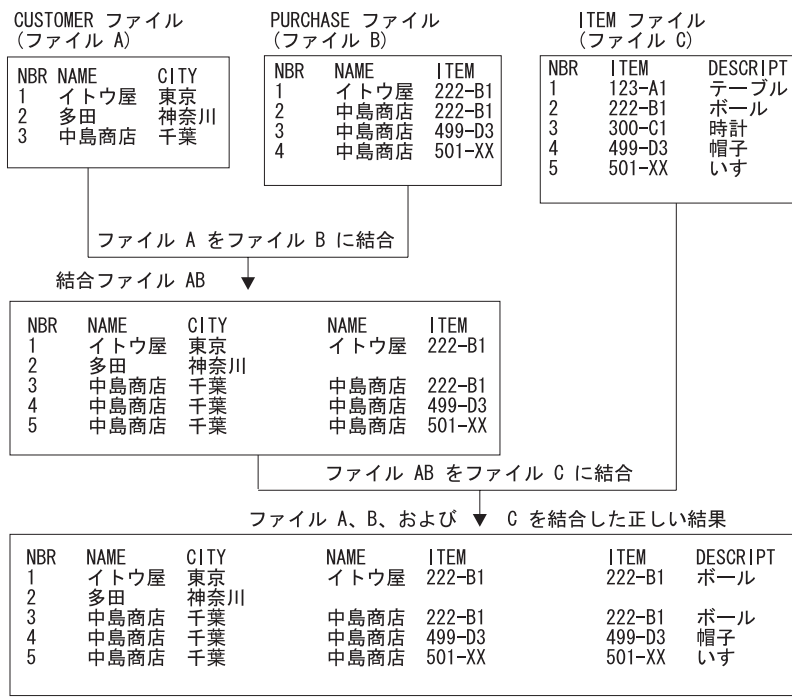 CUSTOMER ファイル
(ファイル A)
NBR NAME CITY
1 イトウ屋 東京
2 多田 神奈川
3 中島商店 千葉
PURCHASE ファイル
(ファイル B)
NBR NAME ITEM
1 イトウ屋 222-B1
2 中島商店 222-B1
3 中島商店 499-D3
4 中島商店 501-XX
ITEM ファイル
(ファイル C)
NBR ITEM DESCRIPT
1 123-A1 テーブル
2 222-B1 ボール
3 300-C1 時計
4 499-D3 帽子
5 501-XX いす
ファイル A をファイル B に結合
結合ファイル AB
NBR NAME CITY NAME ITEM
1 イトウ屋 東京 イトウ屋 222-B1
2 多田 神奈川
3 中島商店 千葉 中島商店 222-B1
4 中島商店 千葉 中島商店 499-D3
5 中島商店 千葉 中島商店 501-XX
ファイル AB をファイル C に結合
ファイル A、B、および C を結合した正しい結果
NBR NAME CITY NAME ITEM ITEM DESCRIPT
1 イトウ屋 東京 イトウ屋 222-B1 222-B1 ボール
2 多田 神奈川
3 中島商店 千葉 中島商店 222-B1 222-B1 ボール
4 中島商店 千葉 中島商店 499-D3 499-D3 帽子
5 中島商店 千葉 中島商店 501-XX 501-XX いす